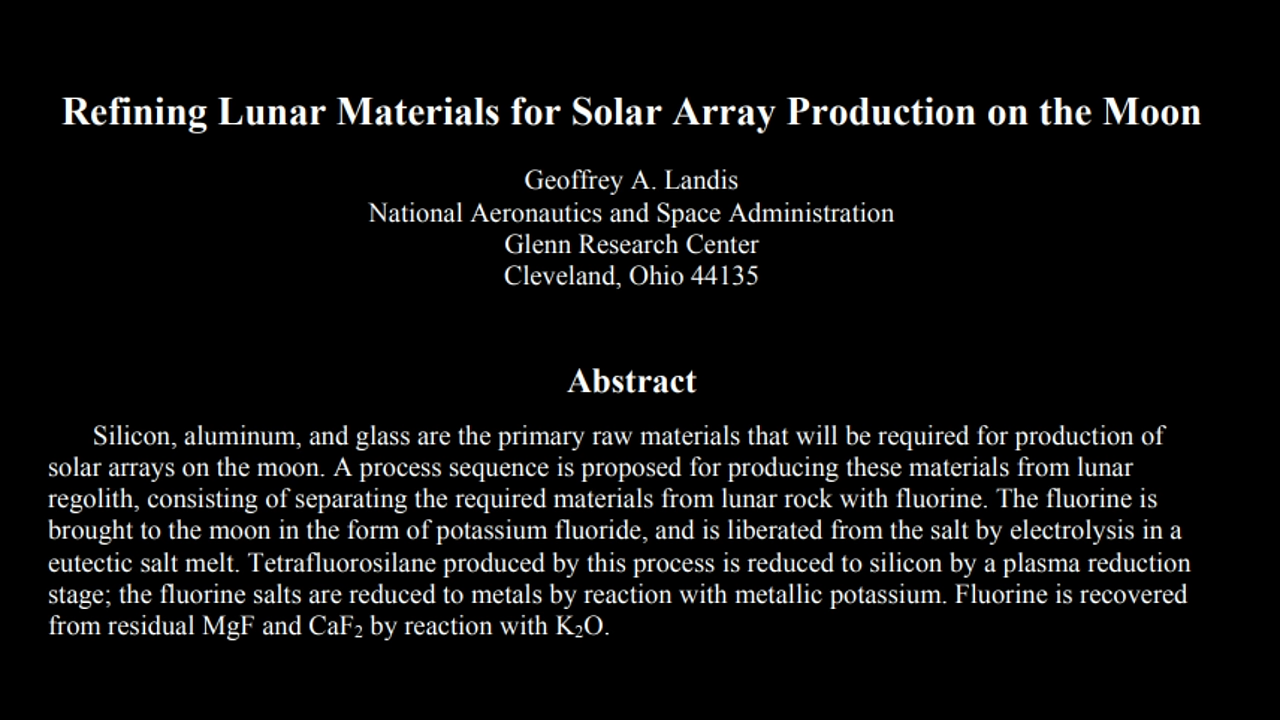 Refining Lunar Materials for Solar Array Production on the Moon
Geoffrey A. Landis
National Aeronautics and Space Administration
Glenn Research Center
Cleveland, Ohio 44135
Abstract
Silicon, aluminum, and glass are the primary raw materials that will be required for production of
solar arrays on the moon. A process sequence is proposed for producing these materials from lunar
regolith, consisting of separating the required materials from lunar rock with fluorine. The fluorine is
brought to the moon in the form of potassium fluoride, and is liberated from the salt by electrolysis in a
eutectic salt melt. Tetrafluorosilane produced by this process is reduced to silicon by a plasma reduction
stage; the fluorine salts are reduced to metals by reaction with metallic potassium. Fluorine is recovered
from residual MgF and CaF₂ by reaction with K₂O.